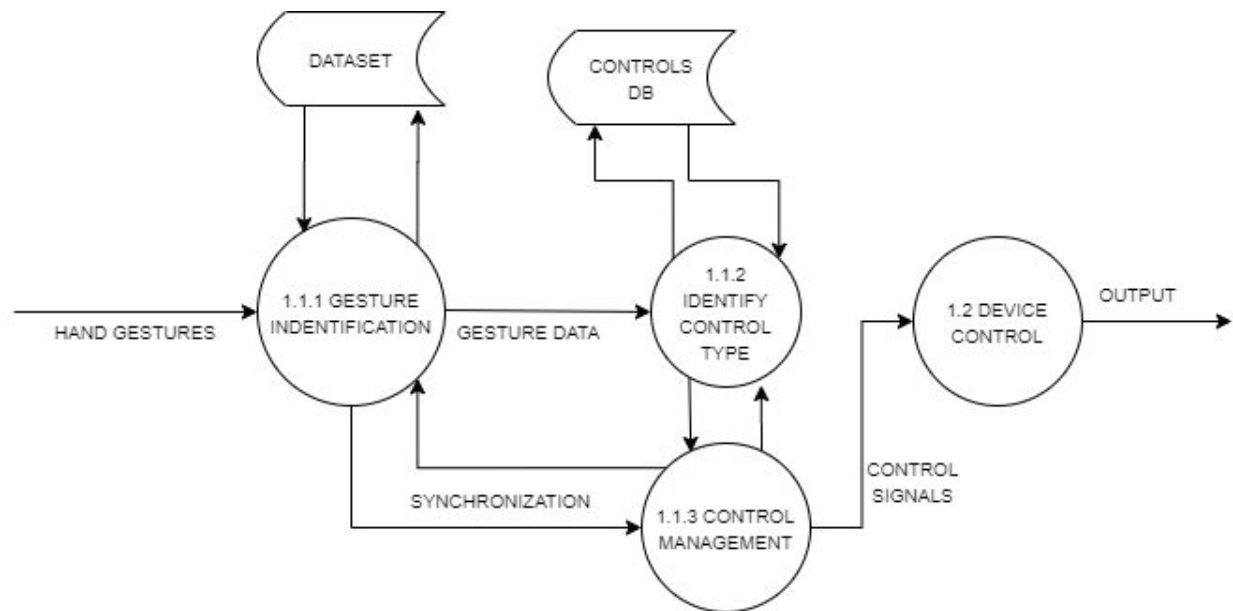 DATASET
CONTROLS
DB
1.1.1 GESTURE
INDENTIFICATION
1.1.2
IDENTIFY
CONTROL
TYPE
1.2 DEVICE
CONTROL
OUTPUT
HAND GESTURES
GESTURE DATA
SYNCHRONIZATION
1.1.3 CONTROL
MANAGEMENT
CONTROL
SIGNALS